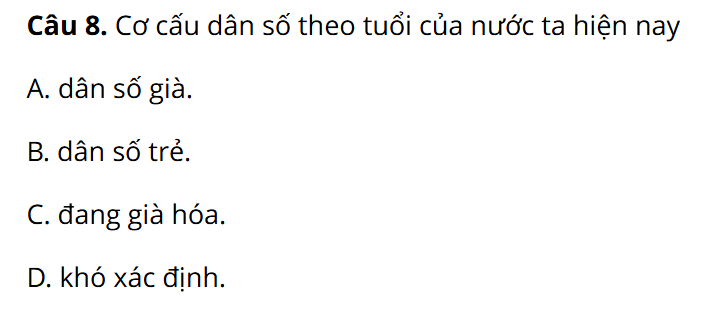 Câu 8. Cơ cấu dân số theo tuổi của nước ta hiện nay
A. dân số già.
B. dân số trẻ.
C. đang già hóa.
D. khó xác định.